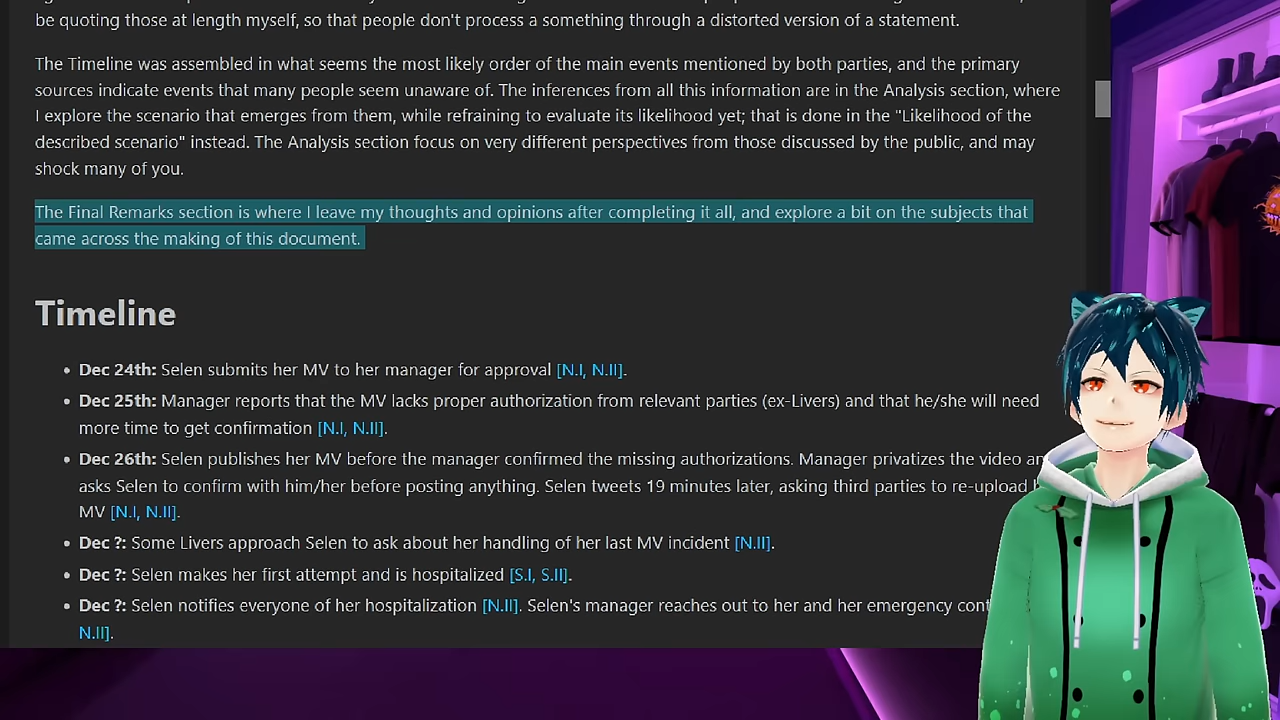 be quoting those at length myself, so that people don't process a something through a distorted version of a statement.
The Timeline was assembled in what seems the most likely order of the main events mentioned by both parties, and the primary
sources indicate events that many people seem unaware of. The inferences from all this information are in the Analysis section, where
I explore the scenario that emerges from them, while refraining to evaluate its likelihood yet; that is done in the "Likelihood of the
described scenario" instead. The Analysis section focus on very different perspectives from those discussed by the public, and may
shock many of you.
The Final Remarks section is where I leave my thoughts and opinions after completing it all, and explore a bit on the subjects that
came across the making of this document.
Timeline
• Dec 24th: Selen submits her MV to her manager for approval [N.I, N.II].
• Dec 25th: Manager reports that the MV lacks proper authorization from relevant parties (ex-Livers) and that he/she will need
more time to get confirmation [N.I, N.II].
• Dec 26th: Selen publishes her MV before the manager confirmed the missing authorizations. Manager privatizes the video
asks Selen to confirm with him/her before posting anything. Selen tweets 19 minutes later, asking third parties to re-upload
MV [N.I, N.II].
• Dec ?: Some Livers approach Selen to ask about her handling of her last MV incident [N.II].
• Dec ?: Selen makes her first attempt and is hospitalized [S.I, S.II].
• Dec ?: Selen notifies everyone of her hospitalization [N.II]. Selen's manager reaches out to her and her emergency
N.II].